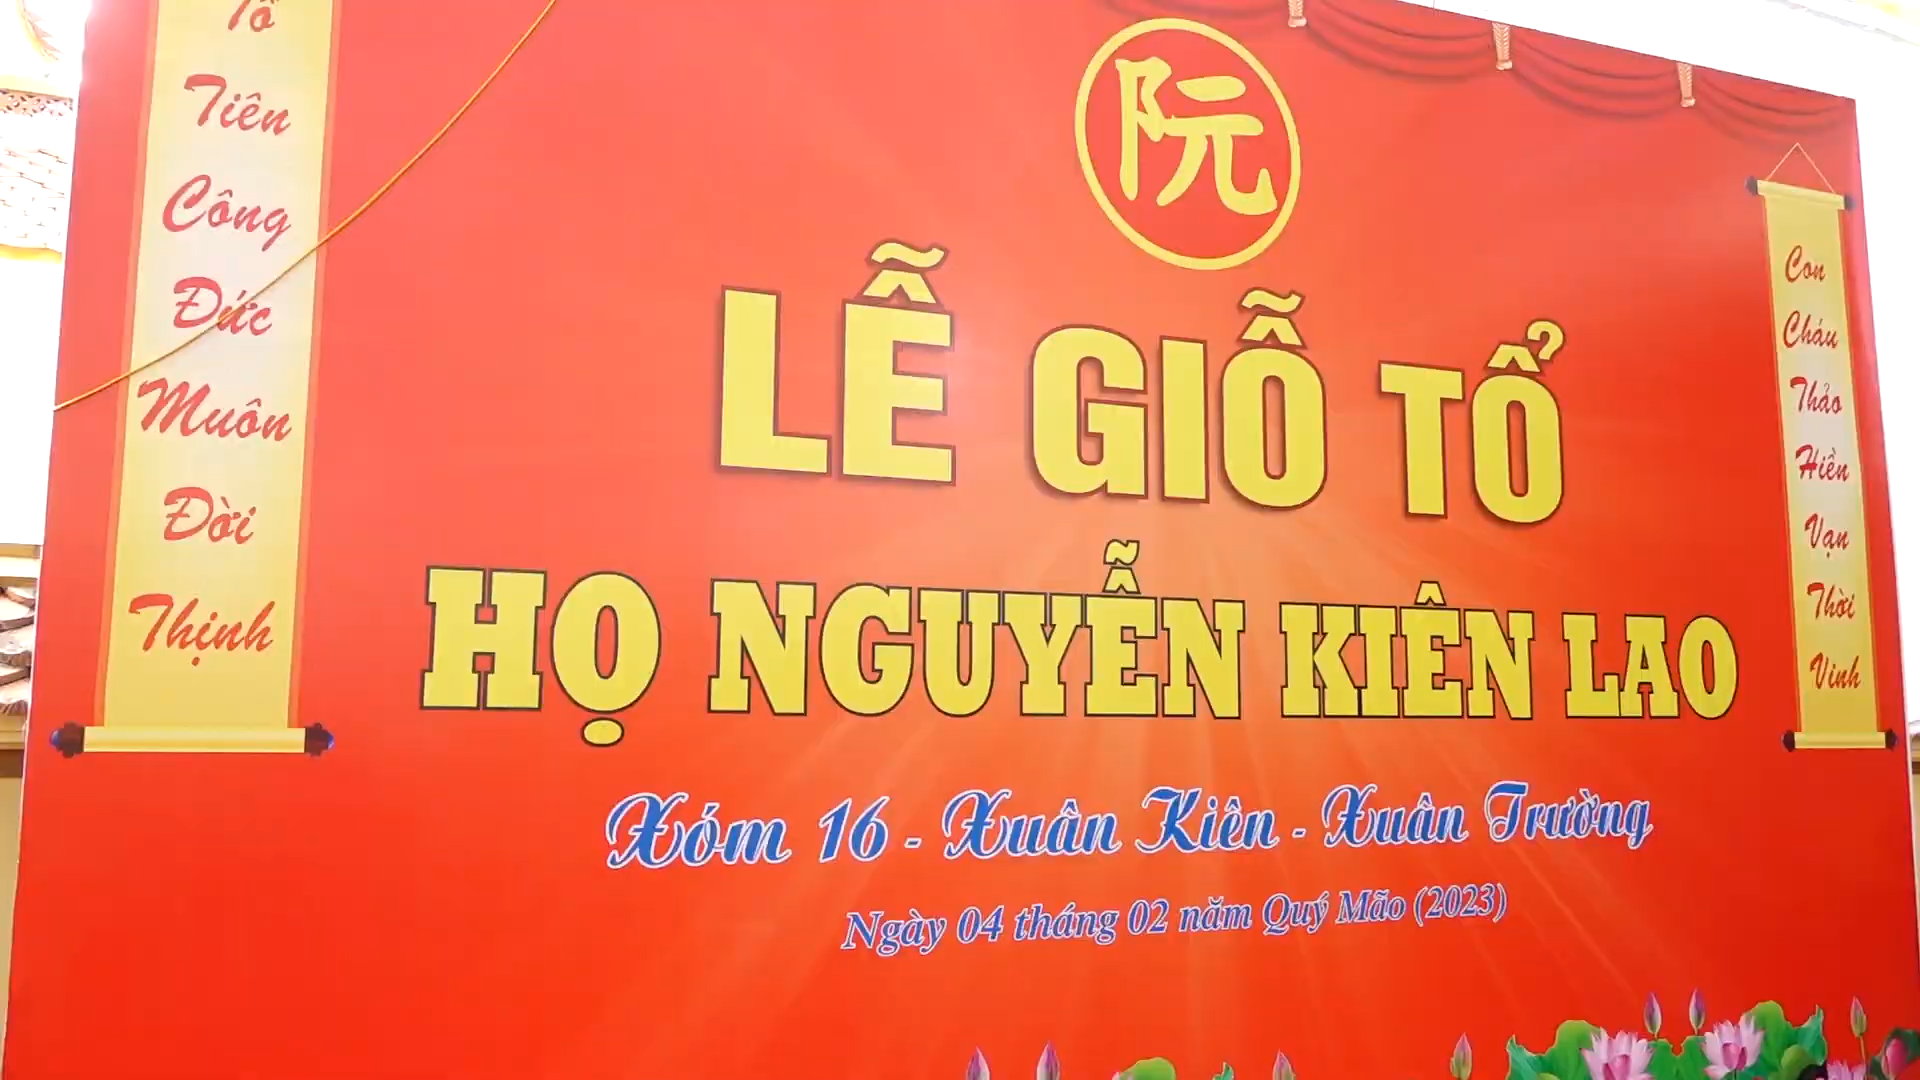 Tổ
Tiên
Công
Đức
Muôn
Đời
Thịnh
阮
LỄ GIỖ TỔ
HỌ NGUYỄN KIÊN LAO
Xóm 16 - Xuân Kiên - Xuân Trường
Ngày 04 tháng 02 năm Quý Mão (2023)
Con
Cháu
Thảo
Hiền
Vạn
Thời
Vinh